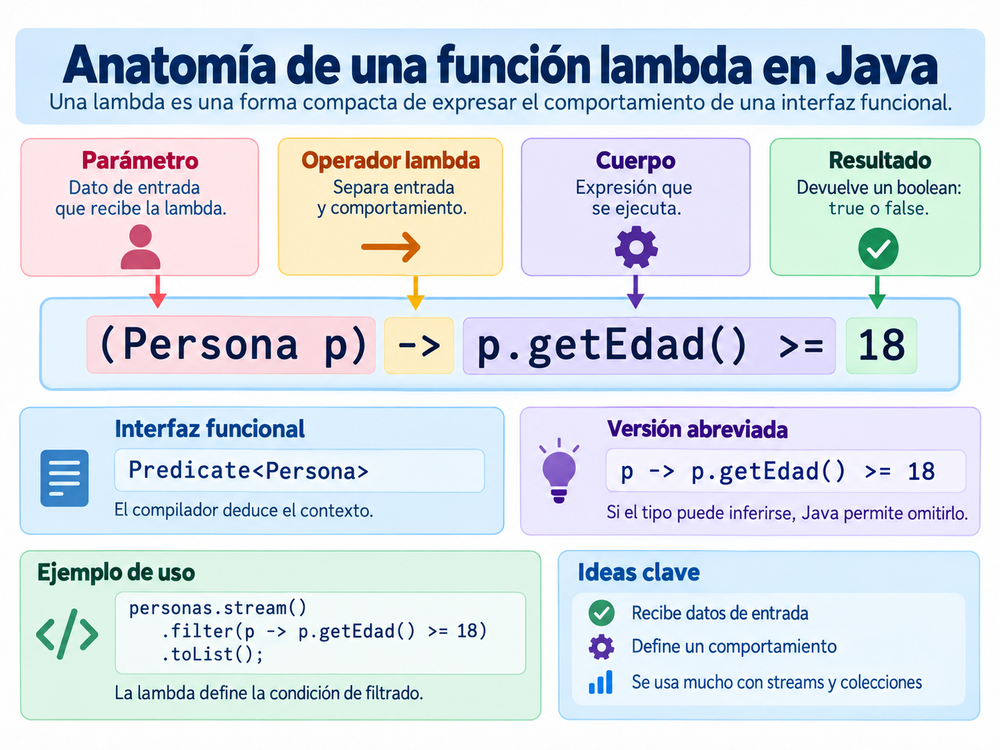 Anatomía de una función lambda en Java
Una lambda es una forma compacta de expresar el comportamiento de una interfaz funcional.
Parámetro
Dato de entrada
que recibe la lambda.
Operador lambda
Separa entrada
y comportamiento.
Cuerpo
Expresión que
se ejecuta.
Resultado
Devuelve un boolean:
true o false.
(Persona p) -> p.getEdad() >= 18
Interfaz funcional
Predicate<Persona>
El compilador deduce el contexto.
Versión abreviada
p -> p.getEdad() >= 18
Si el tipo puede inferirse, Java permite omitirlo.
Ejemplo de uso
</>
personas.stream()
.filter(p -> p.getEdad() >= 18)
.toList();
La lambda define la condición de filtrado.
Ideas clave
Recibe datos de entrada
Define un comportamiento
Se usa mucho con streams y colecciones